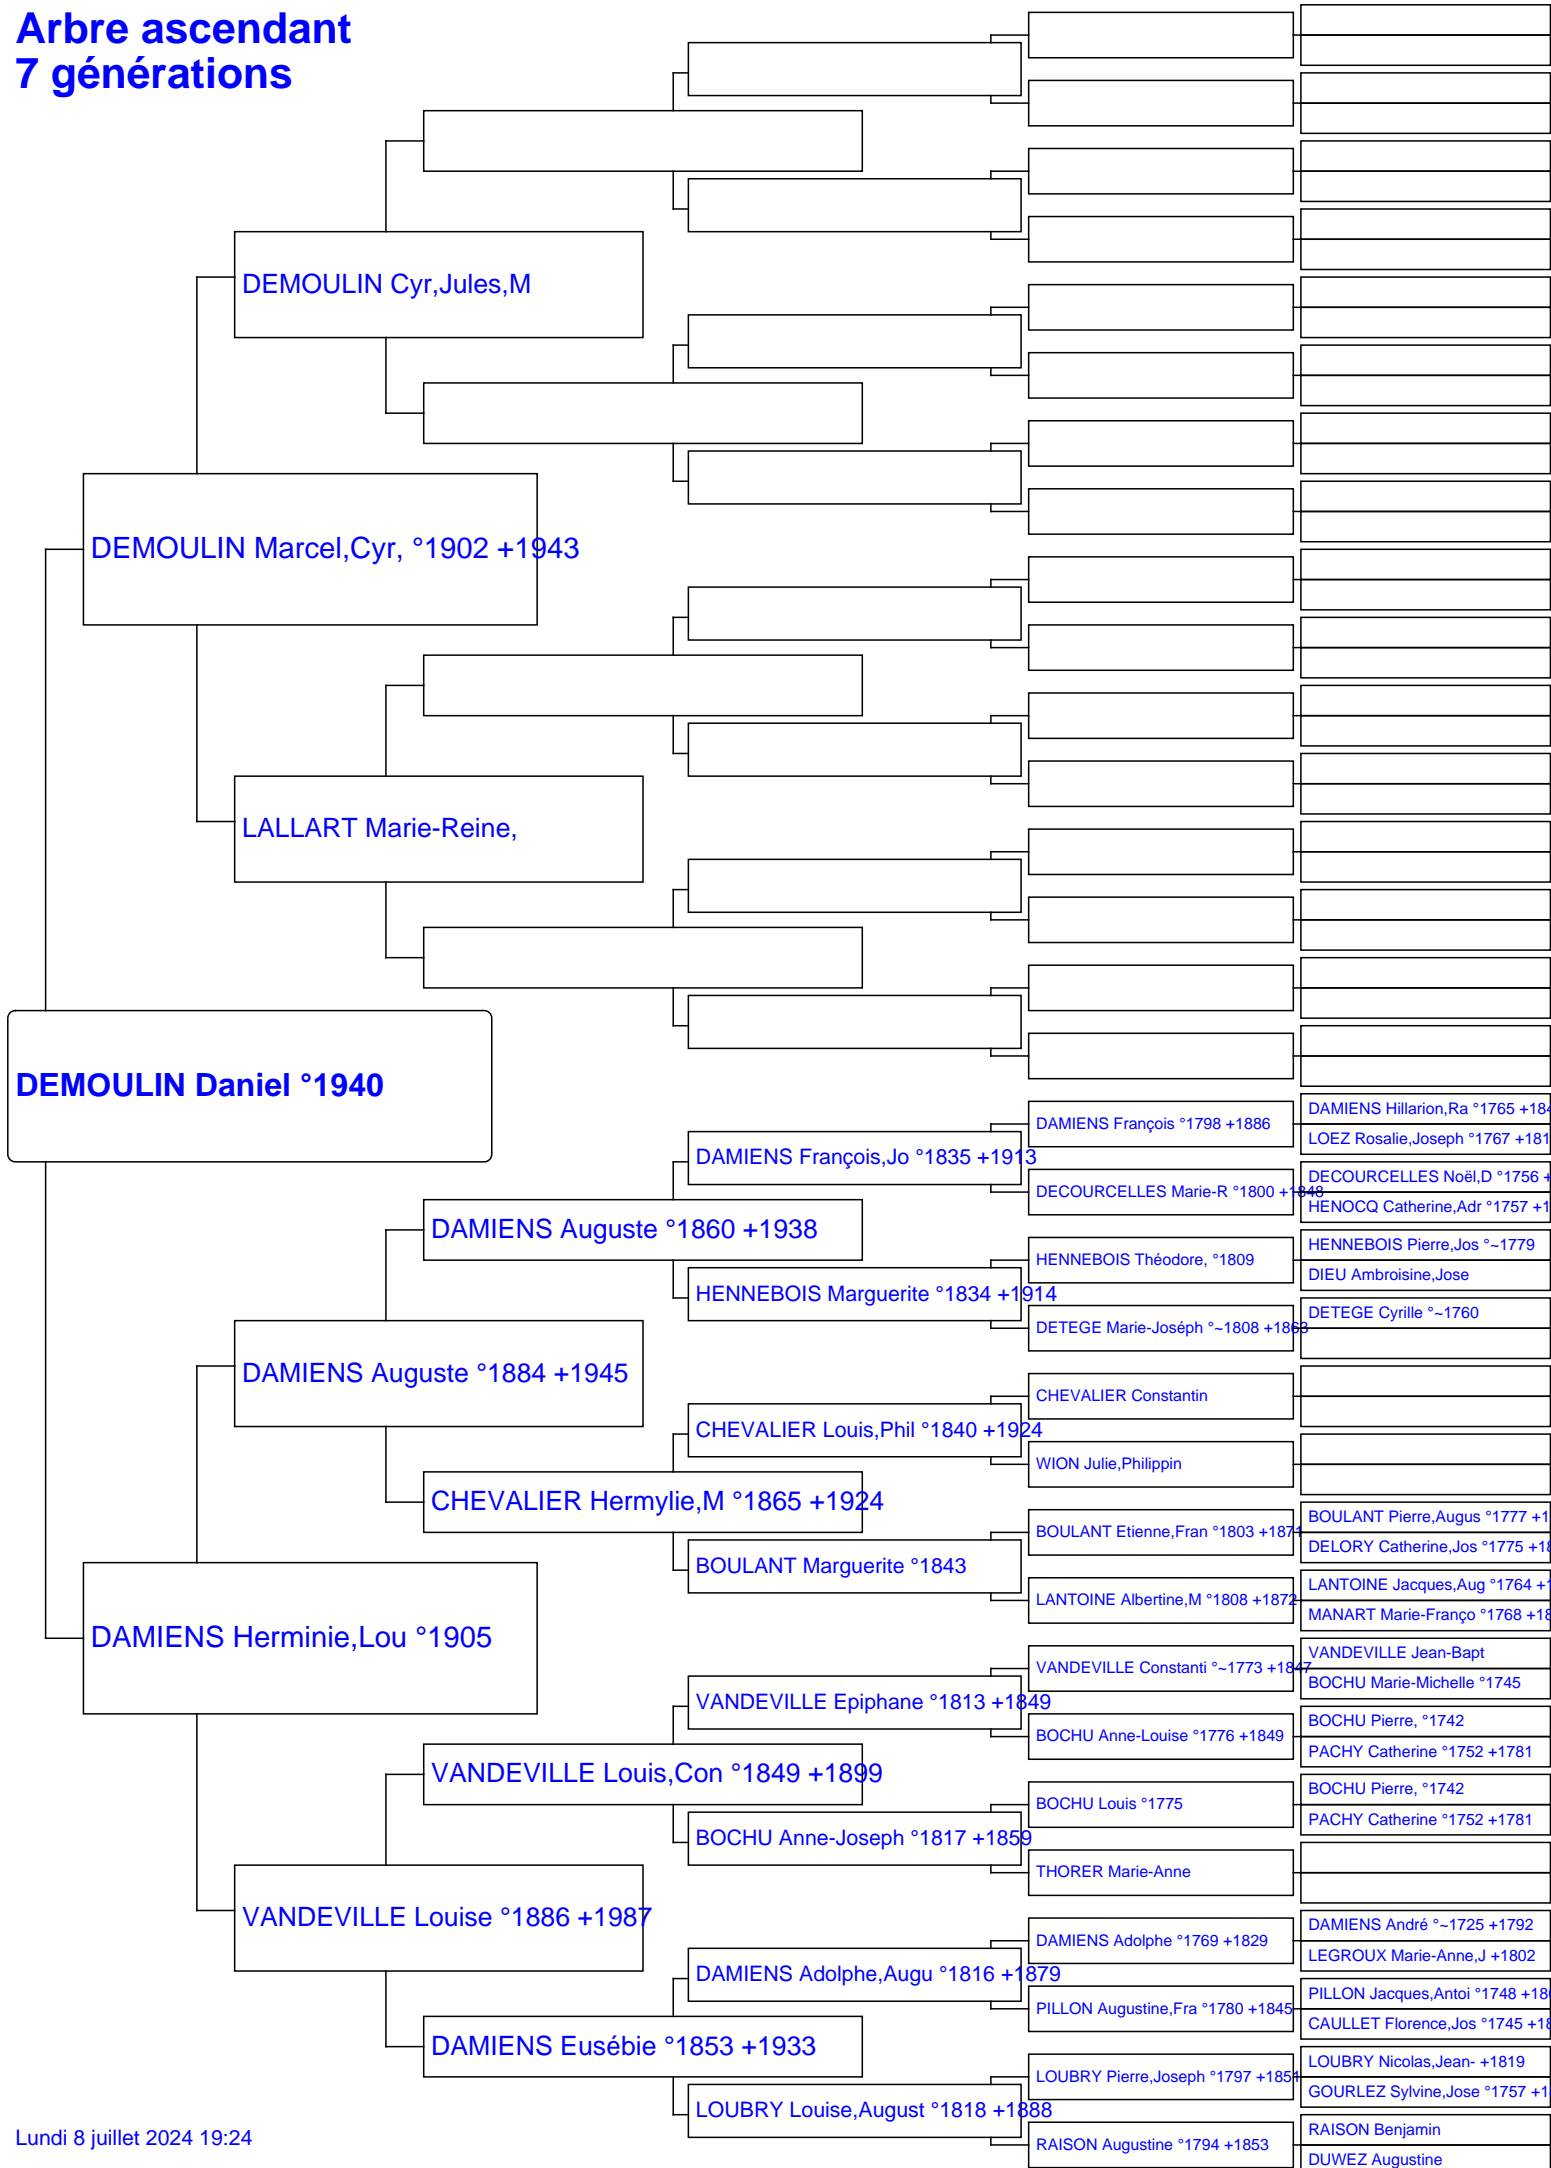 Arbre ascendant
7 générations
DEMOULIN Cyr,Jules,M
DEMOULIN Marcel,Cyr, °1902 +1943
LALLART Marie-Reine,
DEMOULIN Daniel °1940
DAMIENS Hillarion,Ra °1765 +184
DAMIENS François °1798 +1886
LOEZ Rosalie,Joseph °1767 +181
DAMIENS François,Jo °1835 +1913
DECOURCELLES Noël,D °1756 +
DECOURCELLES Marie-R °1800 +1848
HENOCQ Catherine,Adr °1757 +1
DAMIENS Auguste °1860 +1938
HENNEBOIS Pierre,Jos °~1779
HENNEBOIS Théodore, °1809
DIEU Ambroisine,Jose
HENNEBOIS Marguerite °1834 +1914
DETEGE Cyrille °~1760
DETEGE Marie-Joséph °~1808 +1863
DAMIENS Auguste °1884 +1945
CHEVALIER Constantin
CHEVALIER Louis,Phil °1840 +1924
WION Julie,Philippin
CHEVALIER Hermylie,M °1865 +1924
BOULANT Pierre,Augus °1777 +1
BOULANT Etienne,Fran °1803 +1871
DELORY Catherine,Jos °1775 +18
BOULANT Marguerite °1843
LANTOINE Jacques,Aug °1764 +1
LANTOINE Albertine,M °1808 +1872
MANART Marie-Franço °1768 +18
DAMIENS Herminie,Lou °1905
VANDEVILLE Jean-Bapt
VANDEVILLE Constanti °~1773 +1847
BOCHU Marie-Michelle °1745
VANDEVILLE Epiphane °1813 +1849
BOCHU Pierre, °1742
BOCHU Anne-Louise °1776 +1849
PACHY Catherine °1752 +1781
VANDEVILLE Louis,Con °1849 +1899
BOCHU Pierre, °1742
BOCHU Louis °1775
PACHY Catherine °1752 +1781
BOCHU Anne-Joseph °1817 +1859
THORER Marie-Anne
VANDEVILLE Louise °1886 +1987
DAMIENS André °~1725 +1792
DAMIENS Adolphe °1769 +1829
LEGROUX Marie-Anne,J +1802
DAMIENS Adolphe,Augu °1816 +1879
PILLON Jacques,Antoi °1748 +180
PILLON Augustine,Fra °1780 +1845
CAULLET Florence,Jos °1745 +18
DAMIENS Eusébie °1853 +1933
LOUBRY Nicolas,Jean- +1819
LOUBRY Pierre,Joseph °1797 +1851
GOURLEZ Sylvine,Jose °1757 +1
LOUBRY Louise,August °1818 +1888
RAISON Benjamin
RAISON Augustine °1794 +1853
DUWEZ Augustine
Lundi 8 juillet 2024 19:24